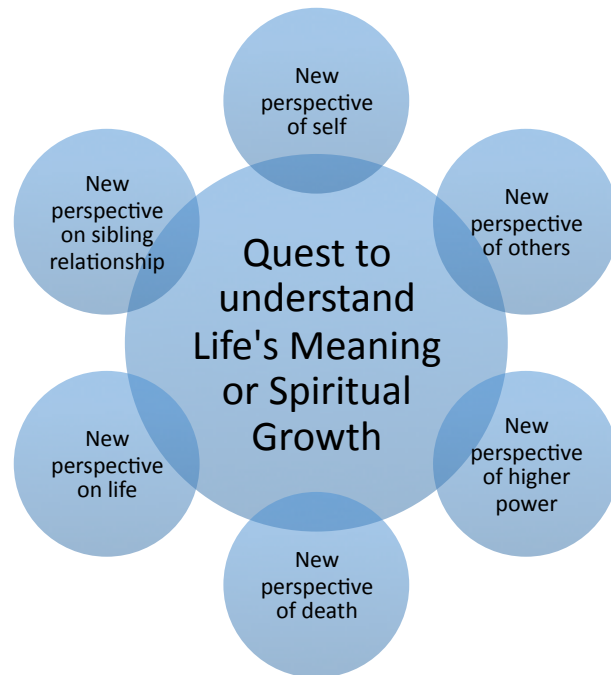 New
perspective
of self
New
perspective
of others
New
perspective
of higher
power
New
perspective
of death
New
perspective
on life
New
perspective
on sibling
relationship
Quest to
understand
Life's Meaning
or Spiritual
Growth